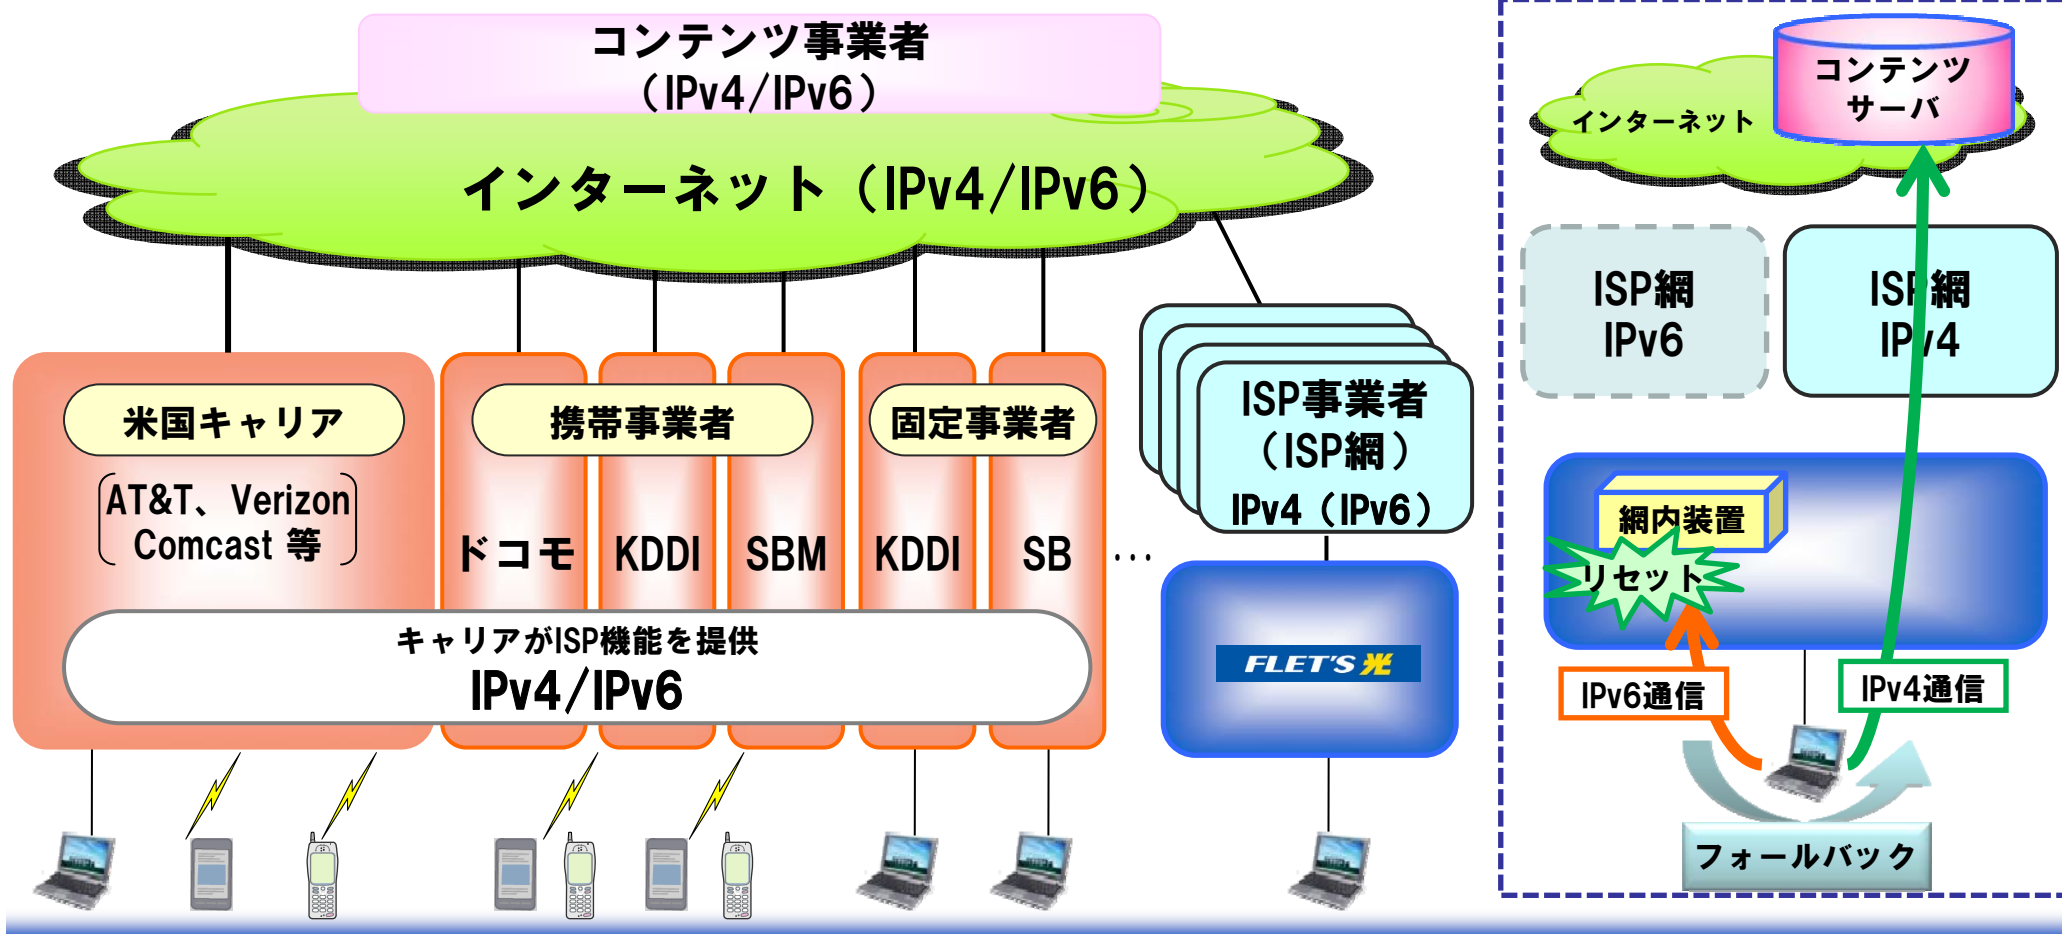 コンテンツ事業者
（IPv4/IPv6）
インターネット（IPv4/IPv6）
米国キャリア
AT&T、Verizon
Comcast 等
携帯事業者
固定事業者
ドコモ
KDDI
SBM
KDDI
SB
･･･
キャリアがISP機能を提供
IPv4/IPv6
ISP事業者
（ISP網）
IPv4（IPv6）
FLET'S光
コンテンツ
サーバ
インターネット
ISP網
IPv6
ISP網
IPv4
網内装置
リセット
IPv6通信
IPv4通信
フォールバック